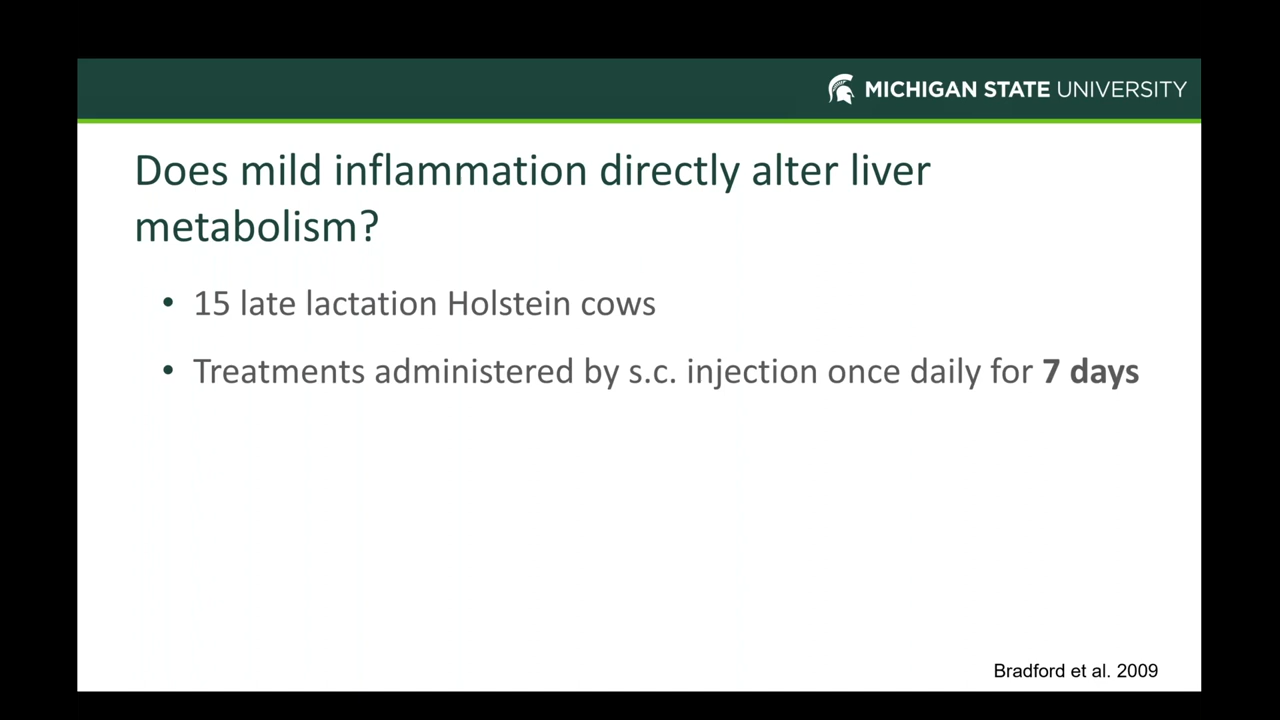 MICHIGAN STATE UNIVERSITY
Does mild inflammation directly alter liver
metabolism?
• 15 late lactation Holstein cows
• Treatments administered by s.c. injection once daily for 7 days
Bradford et al. 2009